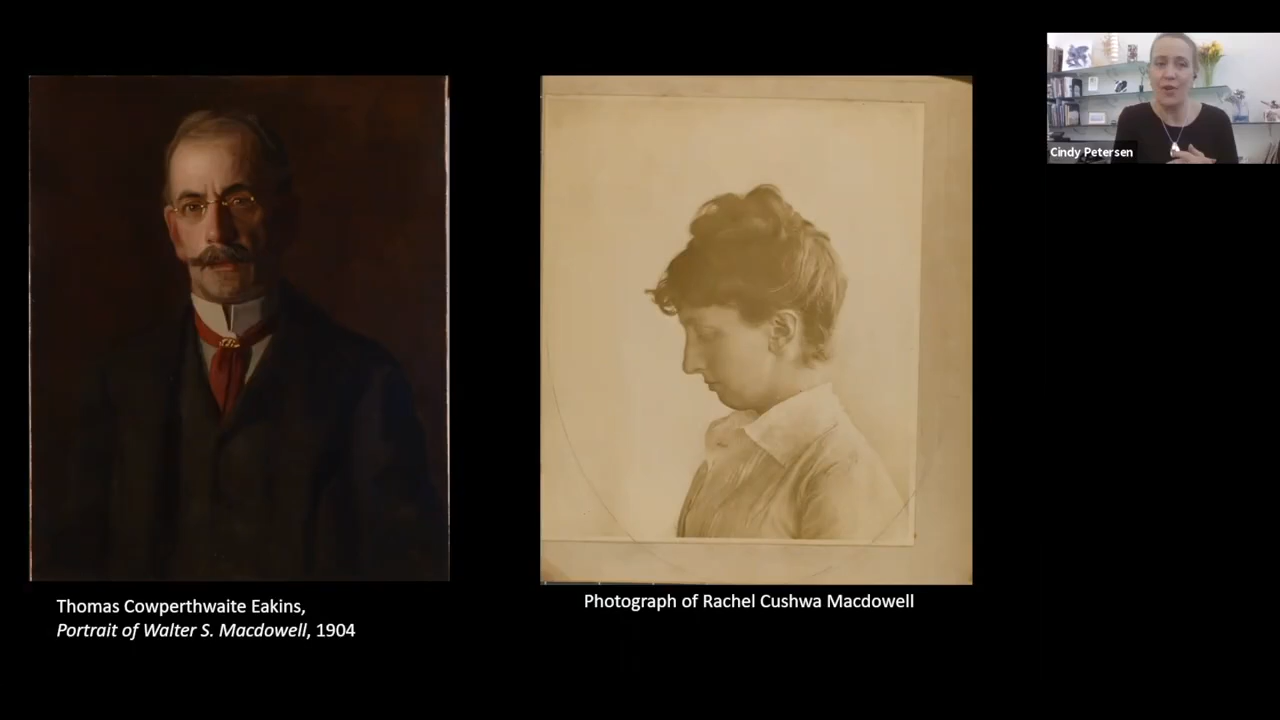 Cindy Petersen
Thomas Cowperthwaite Eakins,
Portrait of Walter S. Macdowell, 1904
Photograph of Rachel Cushwa Macdowell